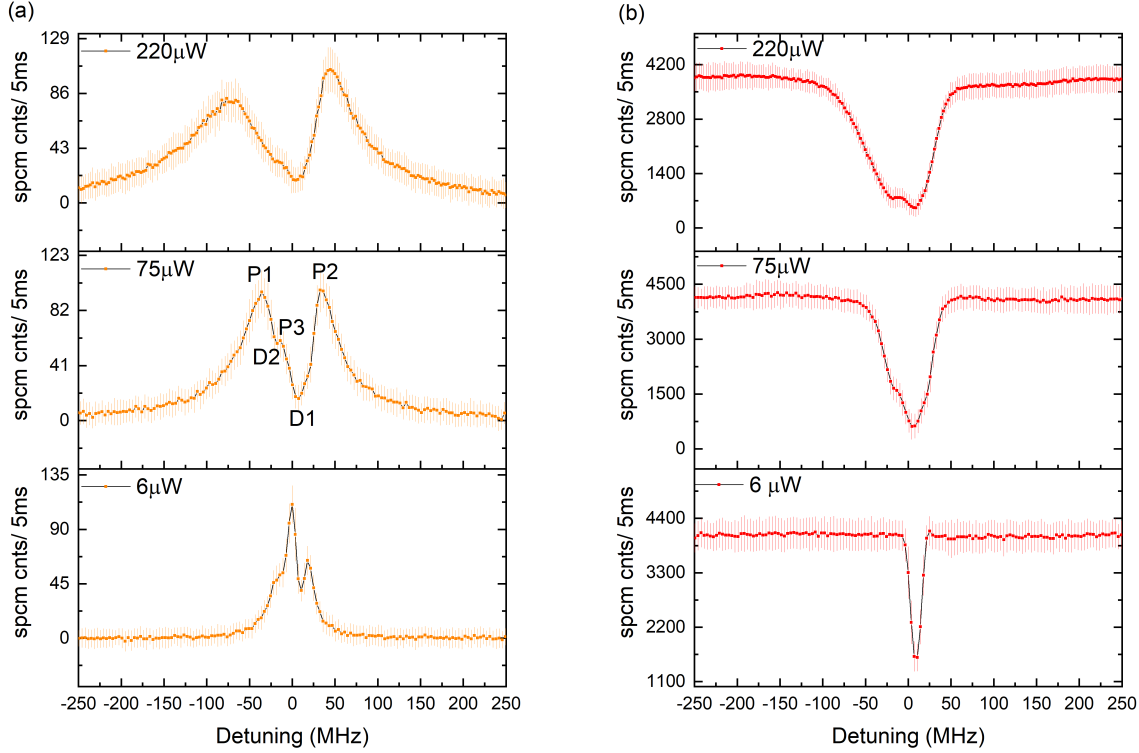 (a)
220μW
spcm cnts/ 5ms
129
86
43
0
75μW
P1
P2
P3
D2
D1
spcm cnts/ 5ms
123
82
41
0
6μW
spcm cnts/ 5ms
135
90
45
0
-250 -200 -150 -100 -50 0 50 100 150 200 250
Detuning (MHz)
(b)
220μW
spcm cnts/ 5ms
4200
2800
1400
0
75μW
spcm cnts/ 5ms
4500
3000
1500
0
6 μW
spcm cnts/ 5ms
4400
3300
2200
1100
-250 -200 -150 -100 -50 0 50 100 150 200 250
Detuning (MHz)